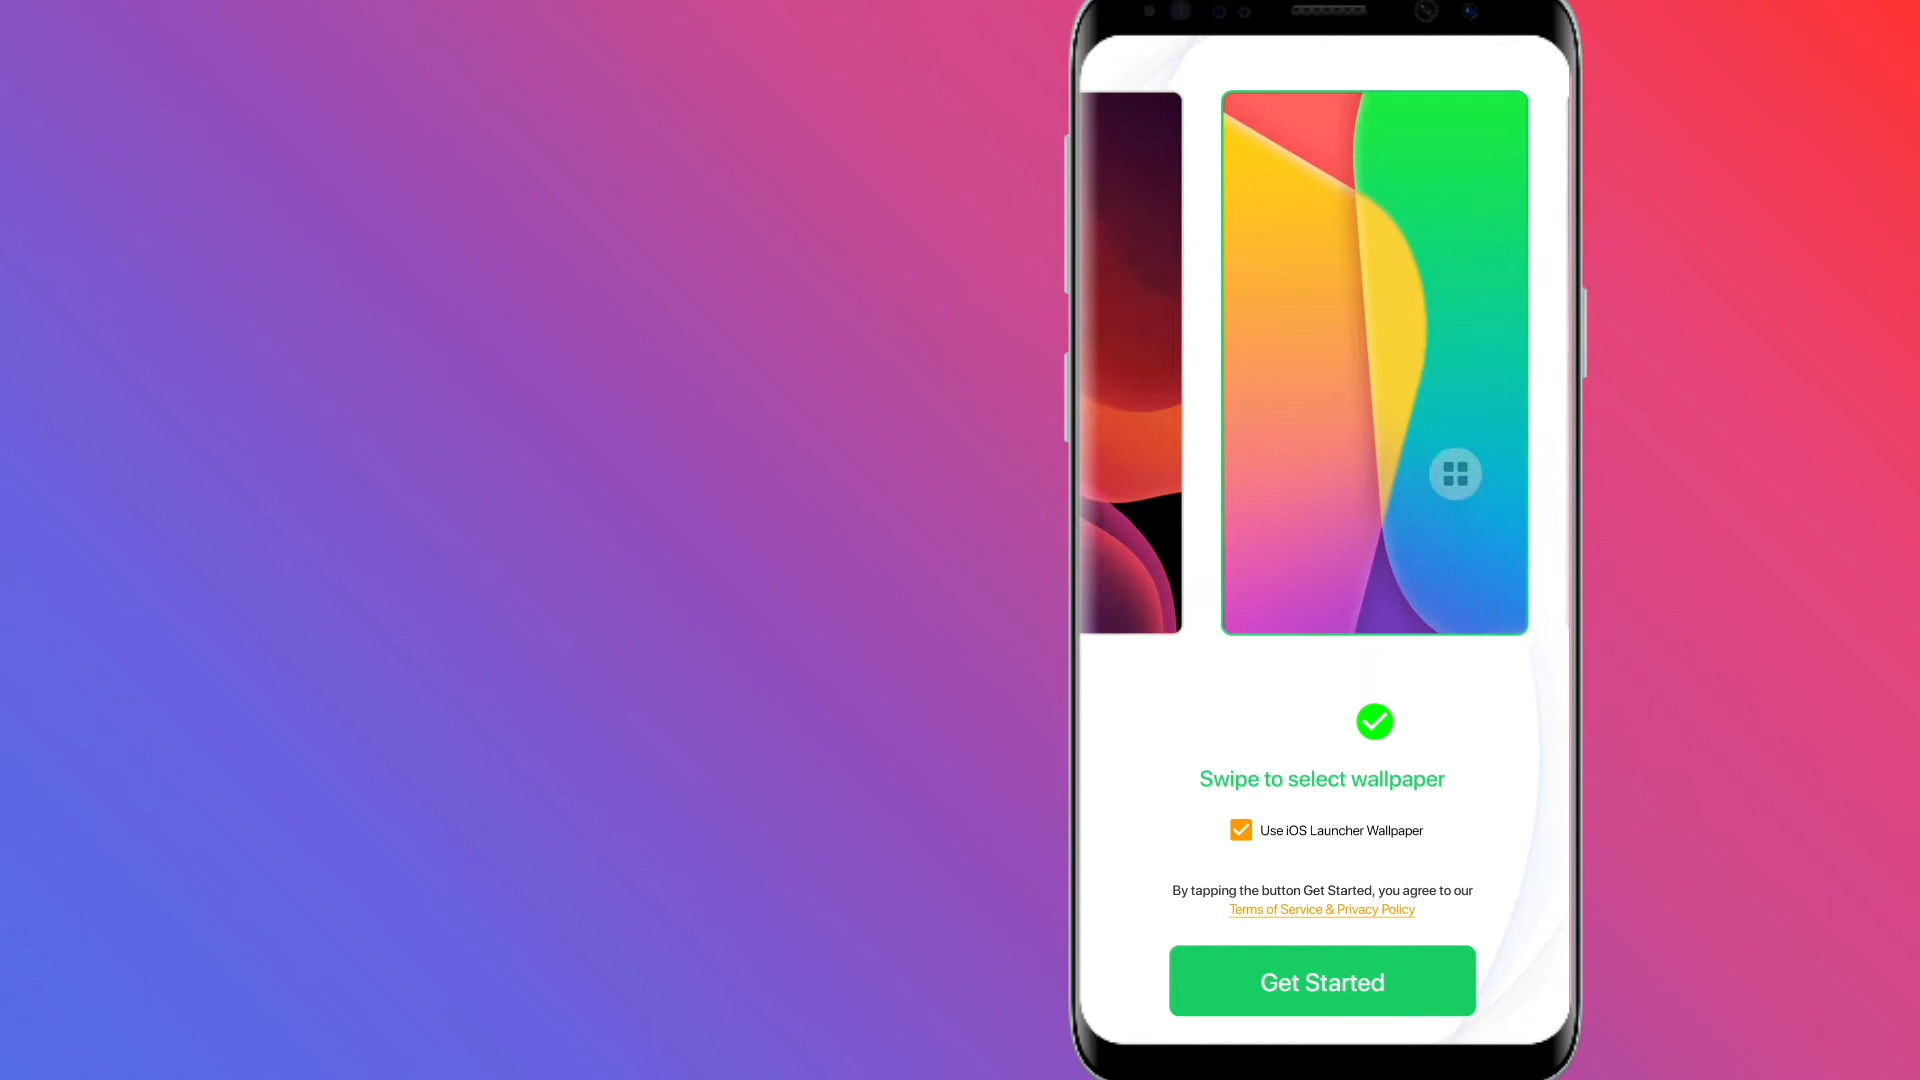 Swipe to select wallpaper
Use iOS Launcher Wallpaper
By tapping the button Get Started, you agree to our
Terms of Service & Privacy Policy
Get Started